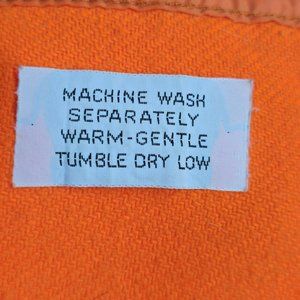 MACHINE WASH
SEPARATELY
WARM-GENTLE
TUMBLE DRY LOW